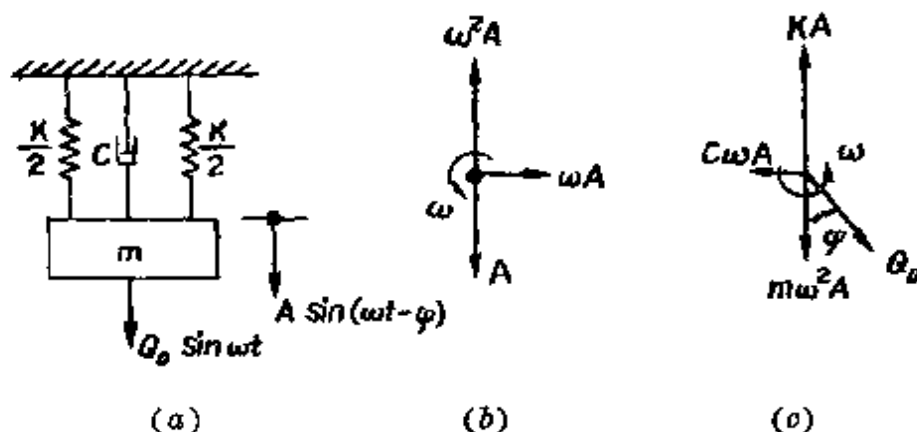 K/2
C
K/2
m
A sin(ωt-φ)
Q₀ sin ωt
(a)
ω²A
ω
ωA
A
(b)
KA
CωA
ω
φ
Q₀
mω²A
(c)